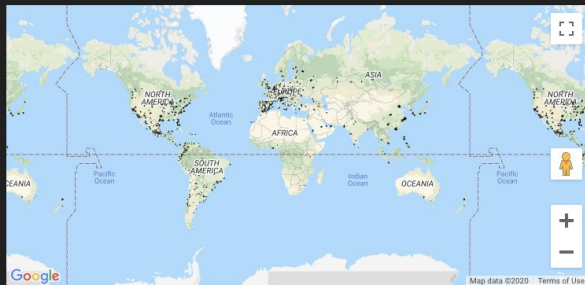 ASIA
NORTH
AMERICA
EUROPE
NORTH
AMERICA
Atlantic
Ocean
AFRICA
SOUTH
AMERICA
Pacific
Ocean
Indian
Ocean
Pacific
Ocean
CEANIA
OCEANIA
Google
Map data ©2020
Terms of Use